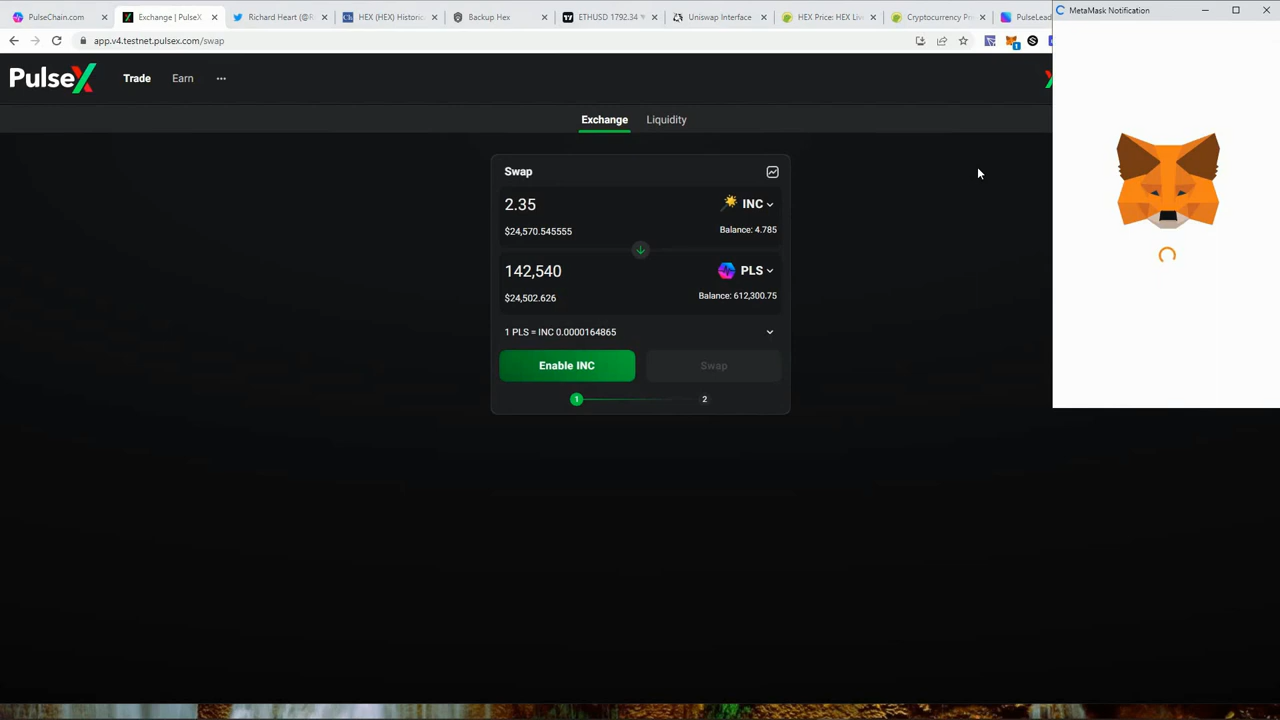 PulseChain.com
Exchange | PulseX
Richard Heart (@R
HEX (HEX) Historic
Backup Hex
ETHUSD 1792.34
Uniswap Interface
HEX Price: HEX Liv
Cryptocurrency Pr
PulseLead
MetaMask Notification
app.v4.testnet.pulsex.com/swap
1
PulseX
Trade
Earn
Exchange
Liquidity
Swap
2.35
INC
$24,570.545555
Balance: 4.785
142,540
PLS
$24,502.626
Balance: 612,300.75
1 PLS = INC 0.0000164865
Enable INC
Swap
1
2